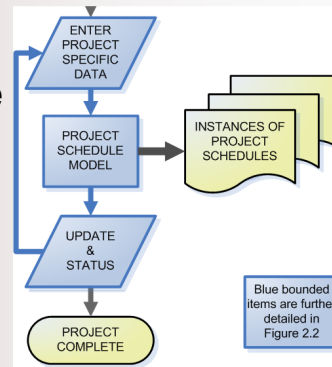 ENTER
PROJECT
SPECIFIC
DATA
PROJECT
SCHEDULE
MODEL
INSTANCES OF
PROJECT
SCHEDULES
UPDATE
&
STATUS
Blue bounded
items are furthe
detailed in
Figure 2.2
PROJECT
COMPLETE